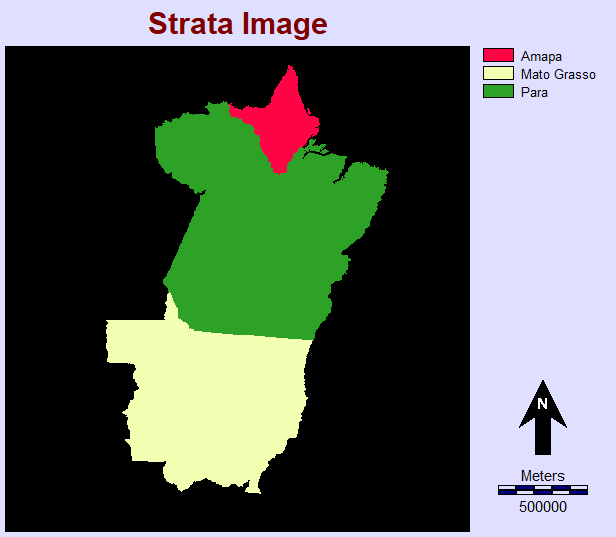 Strata Image
Amapa
Mato Grasso
Para
N
Meters
500000